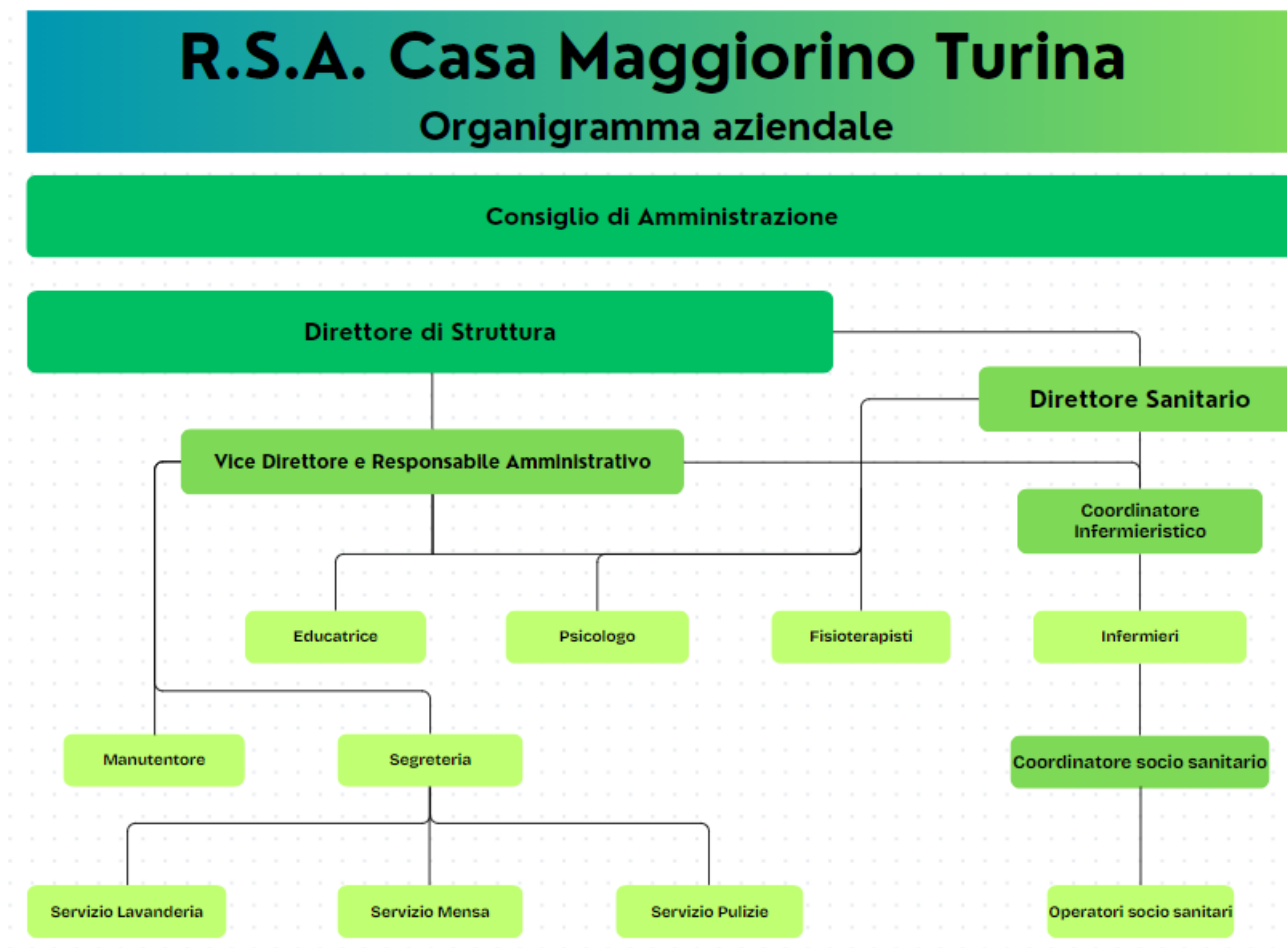 R.S.A. Casa Maggiorino Turina
Organigramma aziendale
Consiglio di Amministrazione
Direttore di Struttura
Direttore Sanitario
Vice Direttore e Responsabile Amministrativo
Coordinatore
Infermieristico
Educatrice
Psicologo
Fisioterapisti
Infermieri
Manutentore
Segreteria
Coordinatore socio sanitario
Servizio Lavanderia
Servizio Mensa
Servizio Pulizie
Operatori socio sanitari